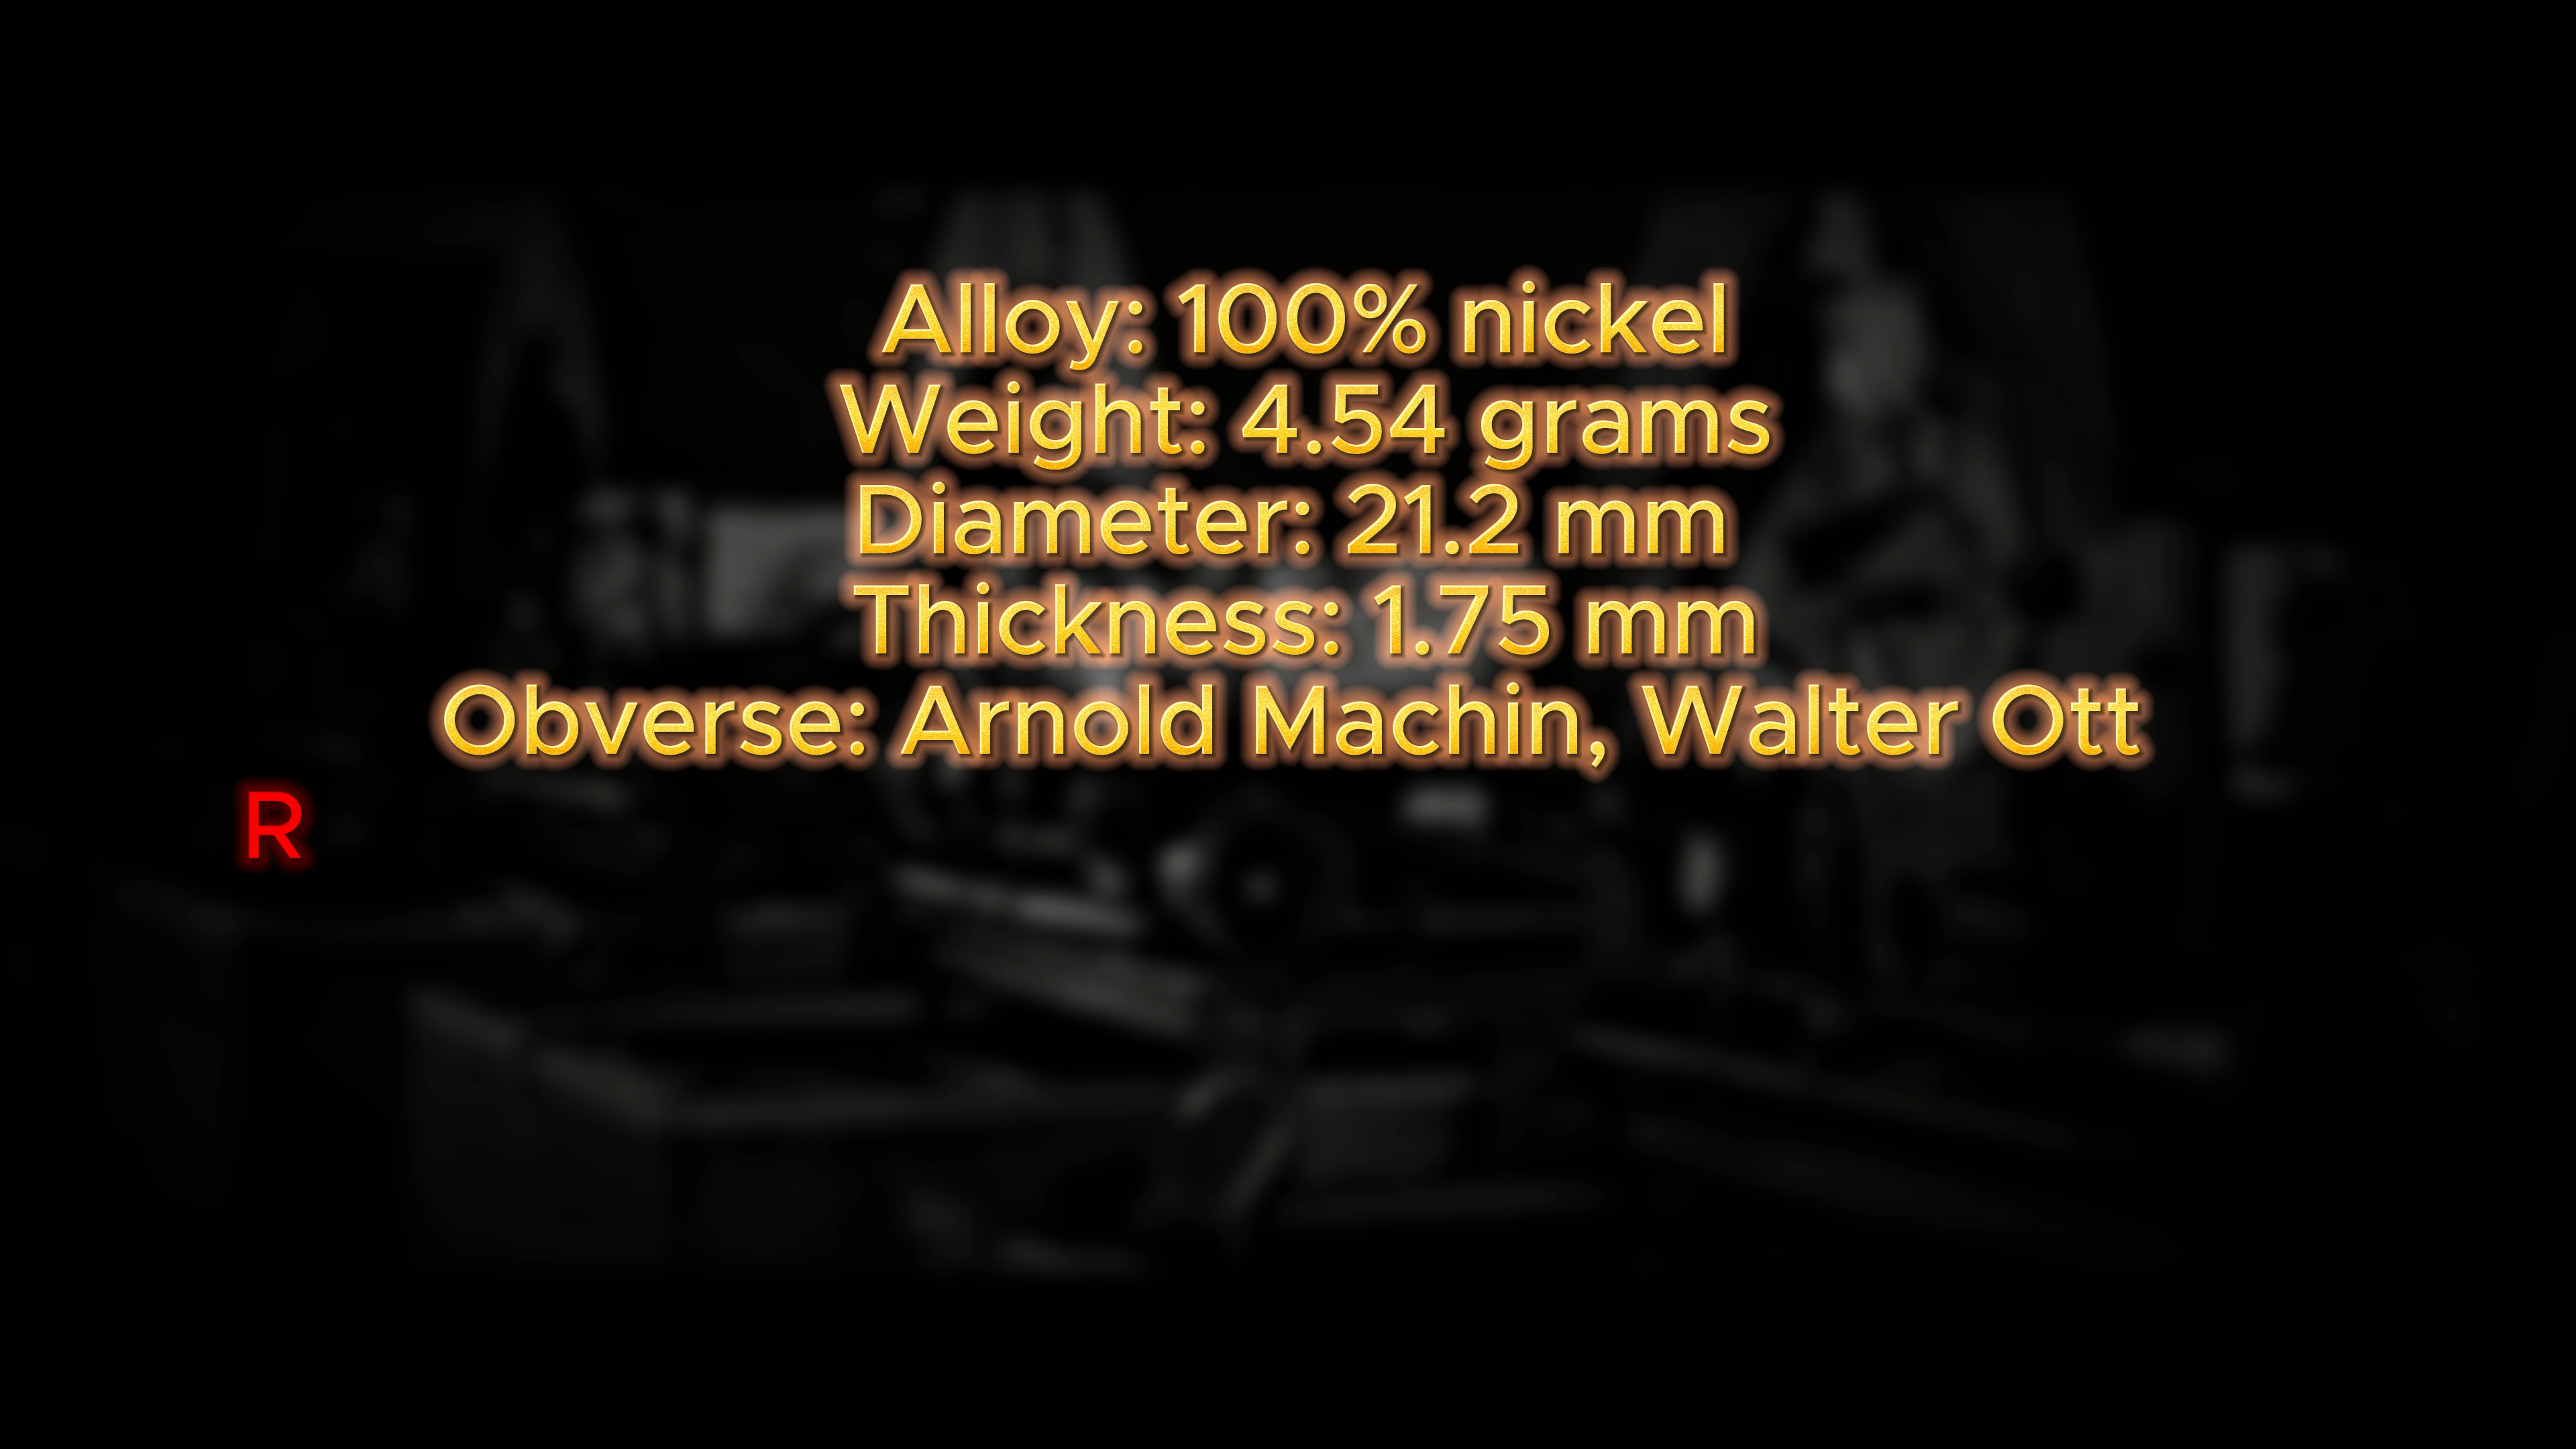 Alloy: 100% nickel
Weight: 4.54 grams
Diameter: 21.2 mm
Thickness: 1.75 mm
Obverse: Arnold Machin, Walter Ott
R